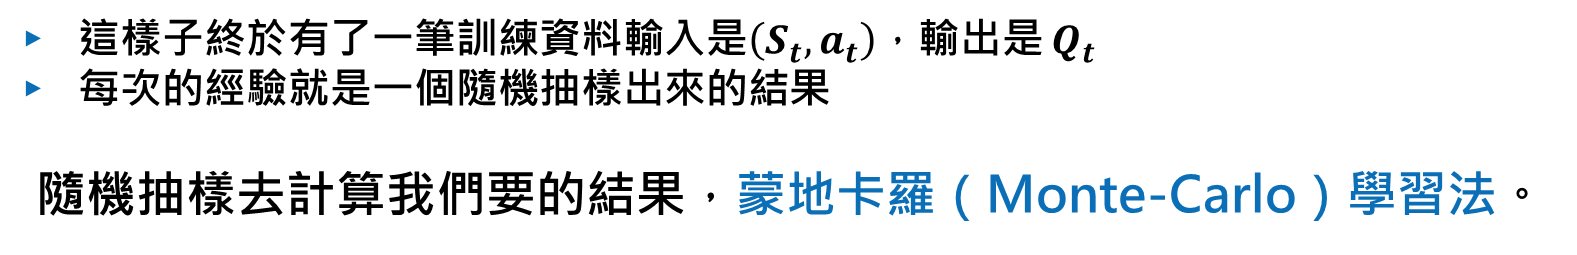 ▶ 這樣子終於有了一筆訓練資料輸入是(Sₜ, aₜ)，輸出是 Qₜ
▶ 每次的經驗就是一個隨機抽樣出來的結果
隨機抽樣去計算我們要的結果，蒙地卡羅（Monte-Carlo）學習法。